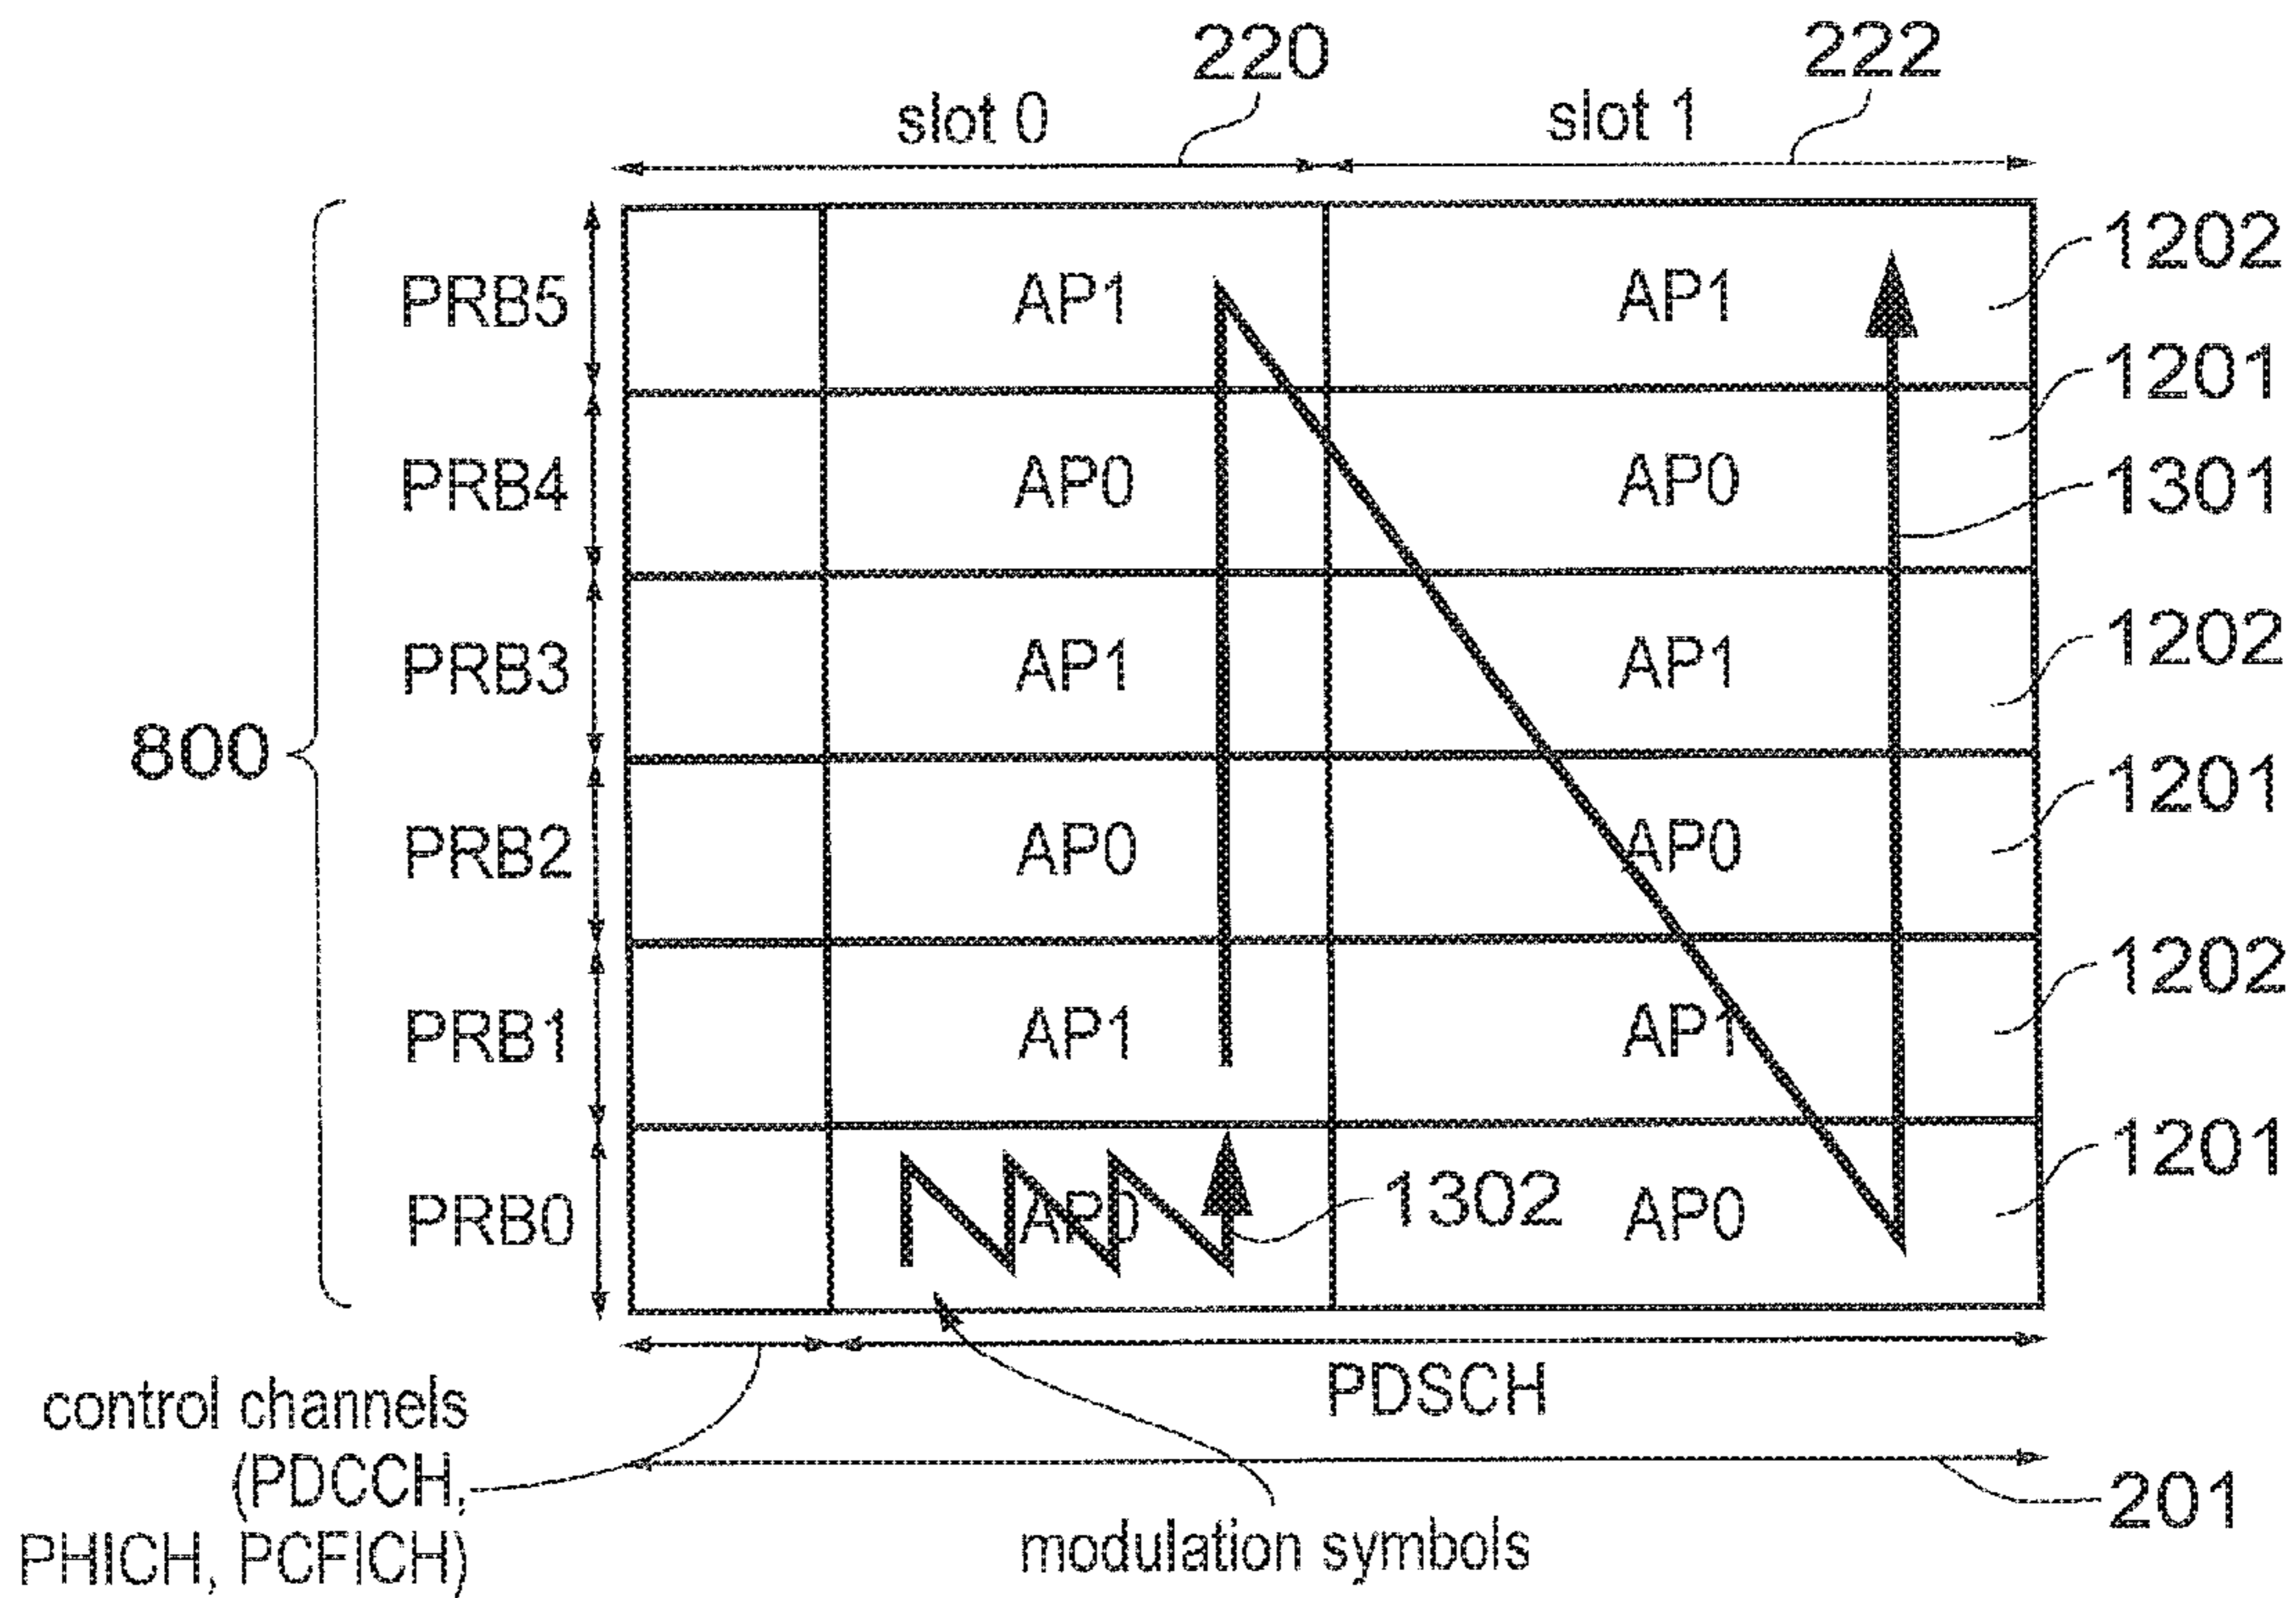 220
222
slot 0
slot 1
1202
PRB5
AP1
AP1
1201
PRB4
AP0
AP0
1301
1202
PRB3
AP1
AP1
800
1201
PRB2
AP0
AP0
1202
PRB1
AP1
AP1
1201
PRB0
AP0
1302
AP0
PDSCH
control channels
(PDCCH,
PHICH, PCFICH)
201
modulation symbols